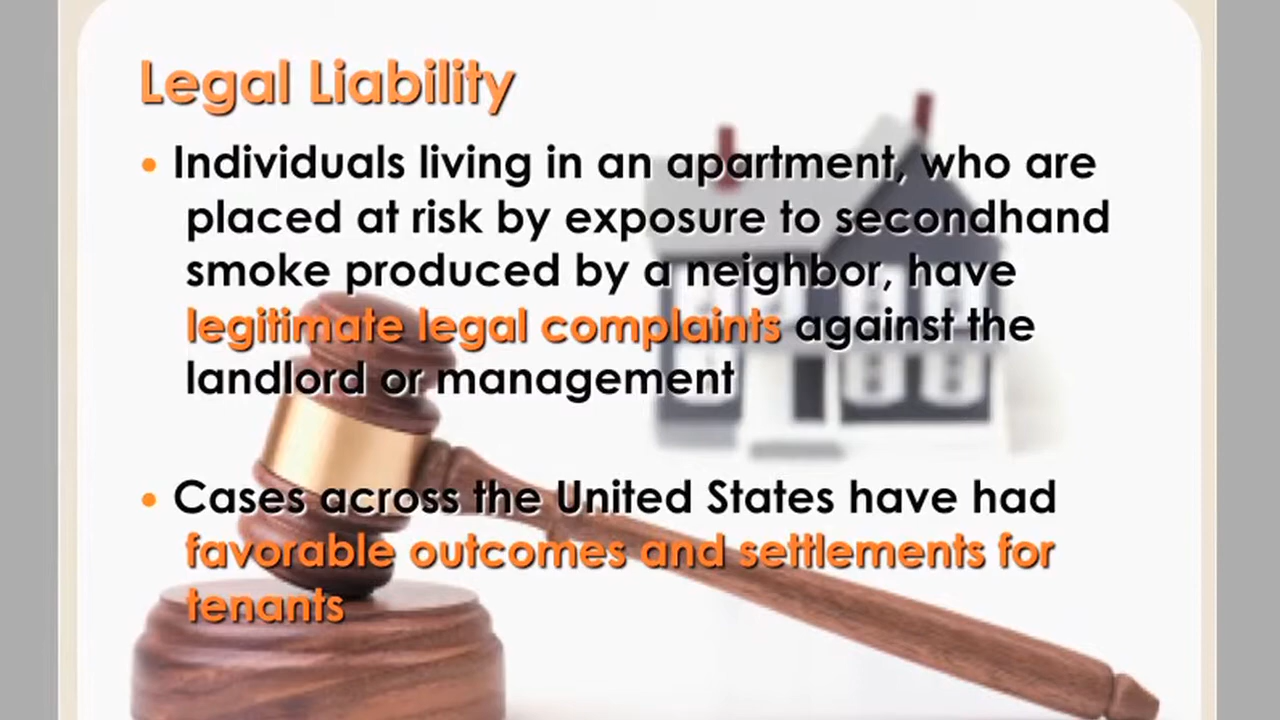 Legal Liability
• Individuals living in an apartment, who are
placed at risk by exposure to secondhand
smoke produced by a neighbor, have
legitimate legal complaints against the
landlord or management
• Cases across the United States have had
favorable outcomes and settlements for
tenants